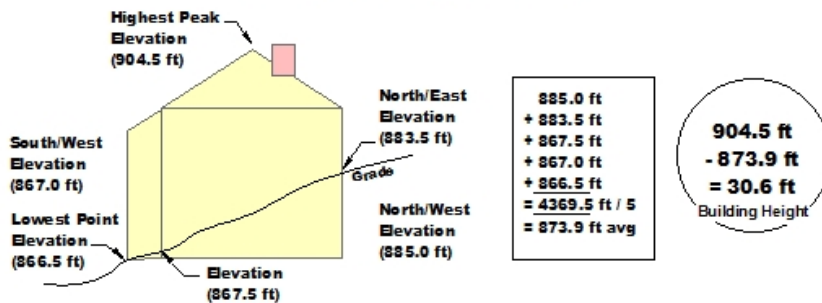 Highest Peak
Elevation
(904.5 ft)
North/East
Elevation
(883.5 ft)
South/West
Elevation
(867.0 ft)
Grade
Lowest Point
Elevation
(866.5 ft)
North/West
Elevation
(885.0 ft)
Elevation
(867.5 ft)
885.0 ft
+ 883.5 ft
+ 867.5 ft
+ 867.0 ft
+ 866.5 ft
= 4369.5 ft / 5
= 873.9 ft avg
904.5 ft
- 873.9 ft
= 30.6 ft
Building Height